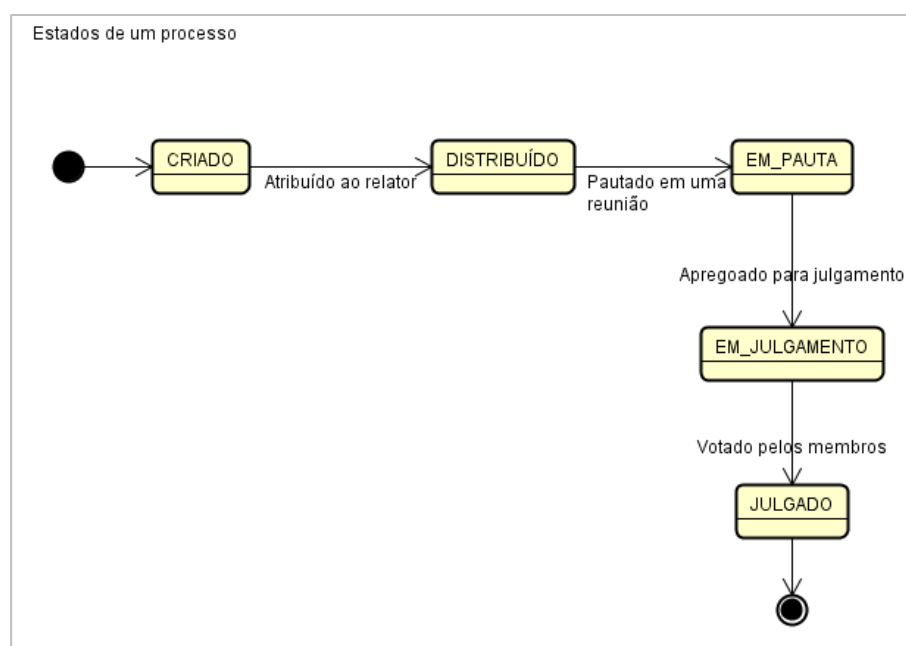 Estados de um processo
CRIADO
Atribuído ao relator
DISTRIBUÍDO
Pautado em uma
reunião
EM_PAUTA
Apregoado para julgamento
EM_JULGAMENTO
Votado pelos membros
JULGADO